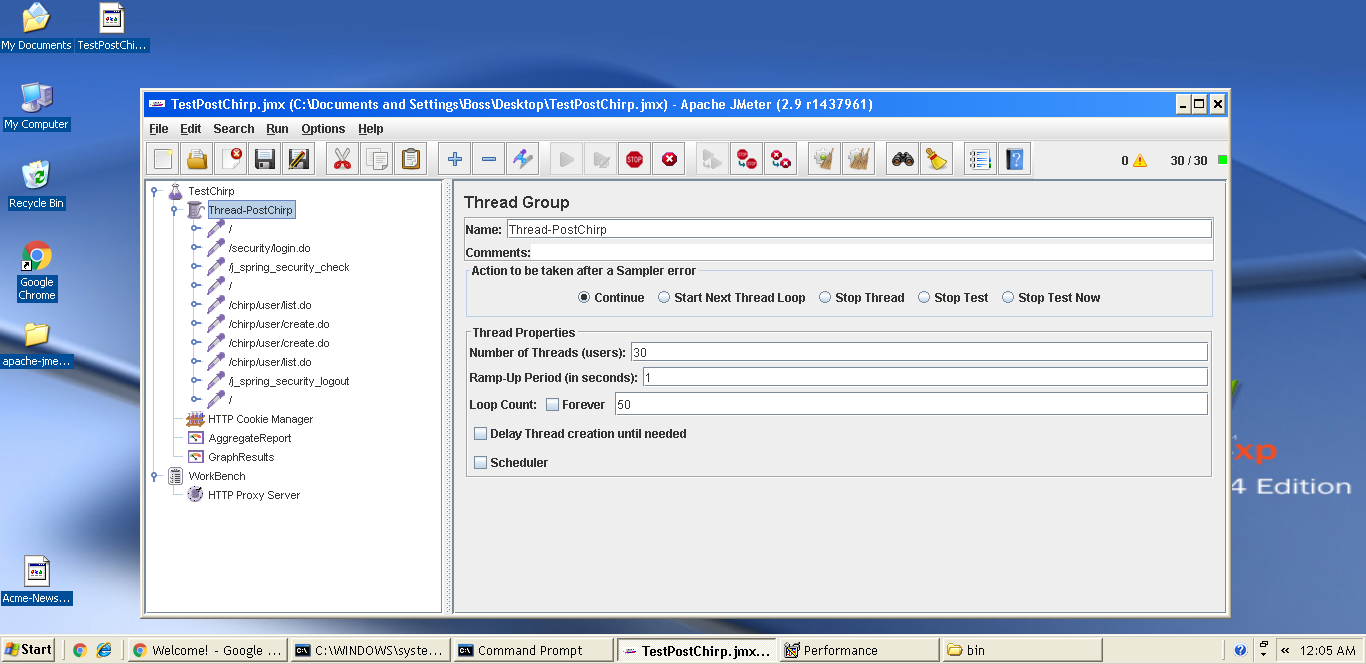 My Documents
TestPostChi...
My Computer
Recycle Bin
Google
Chrome
apache-jme...
Acme-News...
TestPostChirp.jmx (C:\Documents and Settings\Boss\Desktop\TestPostChirp.jmx) - Apache JMeter (2.9 r1437961)
File Edit Search Run Options Help
STOP
0 30 / 30
TestChirp
Thread-PostChirp
/
/security/login.do
/j_spring_security_check
/
/chirp/user/list.do
/chirp/user/create.do
/chirp/user/create.do
/chirp/user/list.do
/j_spring_security_logout
/
HTTP Cookie Manager
AggregateReport
GraphResults
WorkBench
HTTP Proxy Server
Thread Group
Name: Thread-PostChirp
Comments:
Action to be taken after a Sampler error
Continue Start Next Thread Loop Stop Thread Stop Test Stop Test Now
Thread Properties
Number of Threads (users): 30
Ramp-Up Period (in seconds): 1
Loop Count: Forever 50
Delay Thread creation until needed
Scheduler
xp
4 Edition
Start Welcome! - Google ... C:\WINDOWS\syste... Command Prompt TestPostChirp.jmx... Performance bin « 12:05 AM